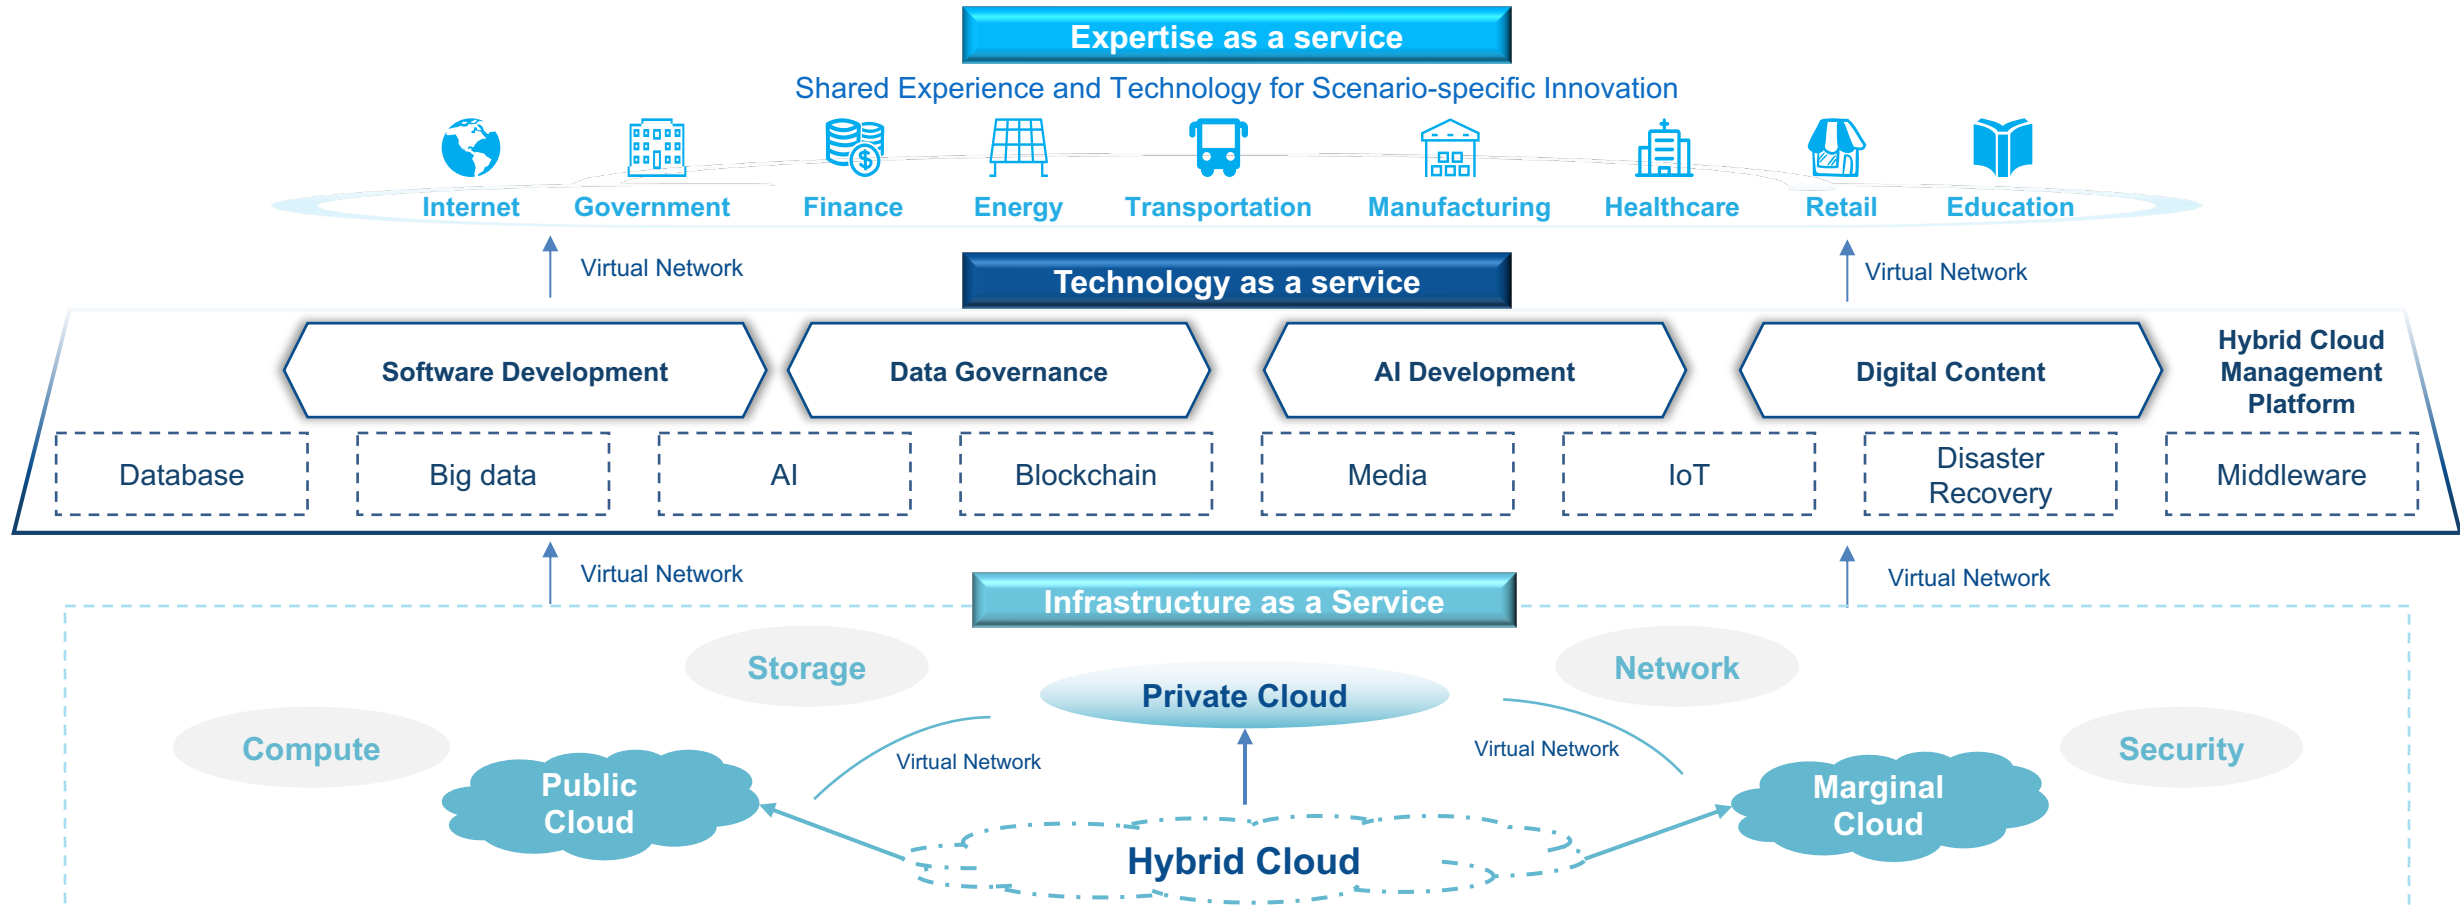 Expertise as a service
Shared Experience and Technology for Scenario-specific Innovation
Internet
Government
Finance
Energy
Transportation
Manufacturing
Healthcare
Retail
Education
Virtual Network
Virtual Network
Technology as a service
Software Development
Data Governance
AI Development
Digital Content
Hybrid Cloud
Management
Platform
Database
Big data
AI
Blockchain
Media
IoT
Disaster
Recovery
Middleware
Virtual Network
Virtual Network
Infrastructure as a Service
Storage
Network
Private Cloud
Compute
Security
Virtual Network
Virtual Network
Public
Cloud
Marginal
Cloud
Hybrid Cloud